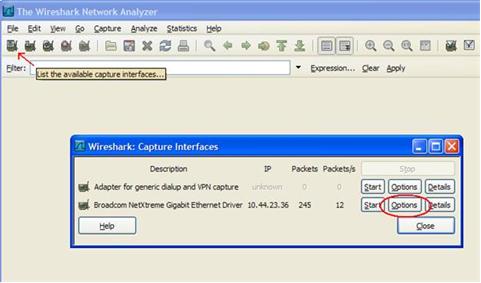 The Wireshark Network Analyzer
File Edit View Go Capture Analyze Statistics Help
Filter: Expression... Clear Apply
List the available capture interfaces...
Wireshark: Capture Interfaces
Description IP Packets Packets/s Stop
Adapter for generic dialup and VPN capture unknown 0 0 Start Options Details
Broadcom NetXtreme Gigabit Ethernet Driver 10.44.23.36 245 12 Start Options Details
Help Close